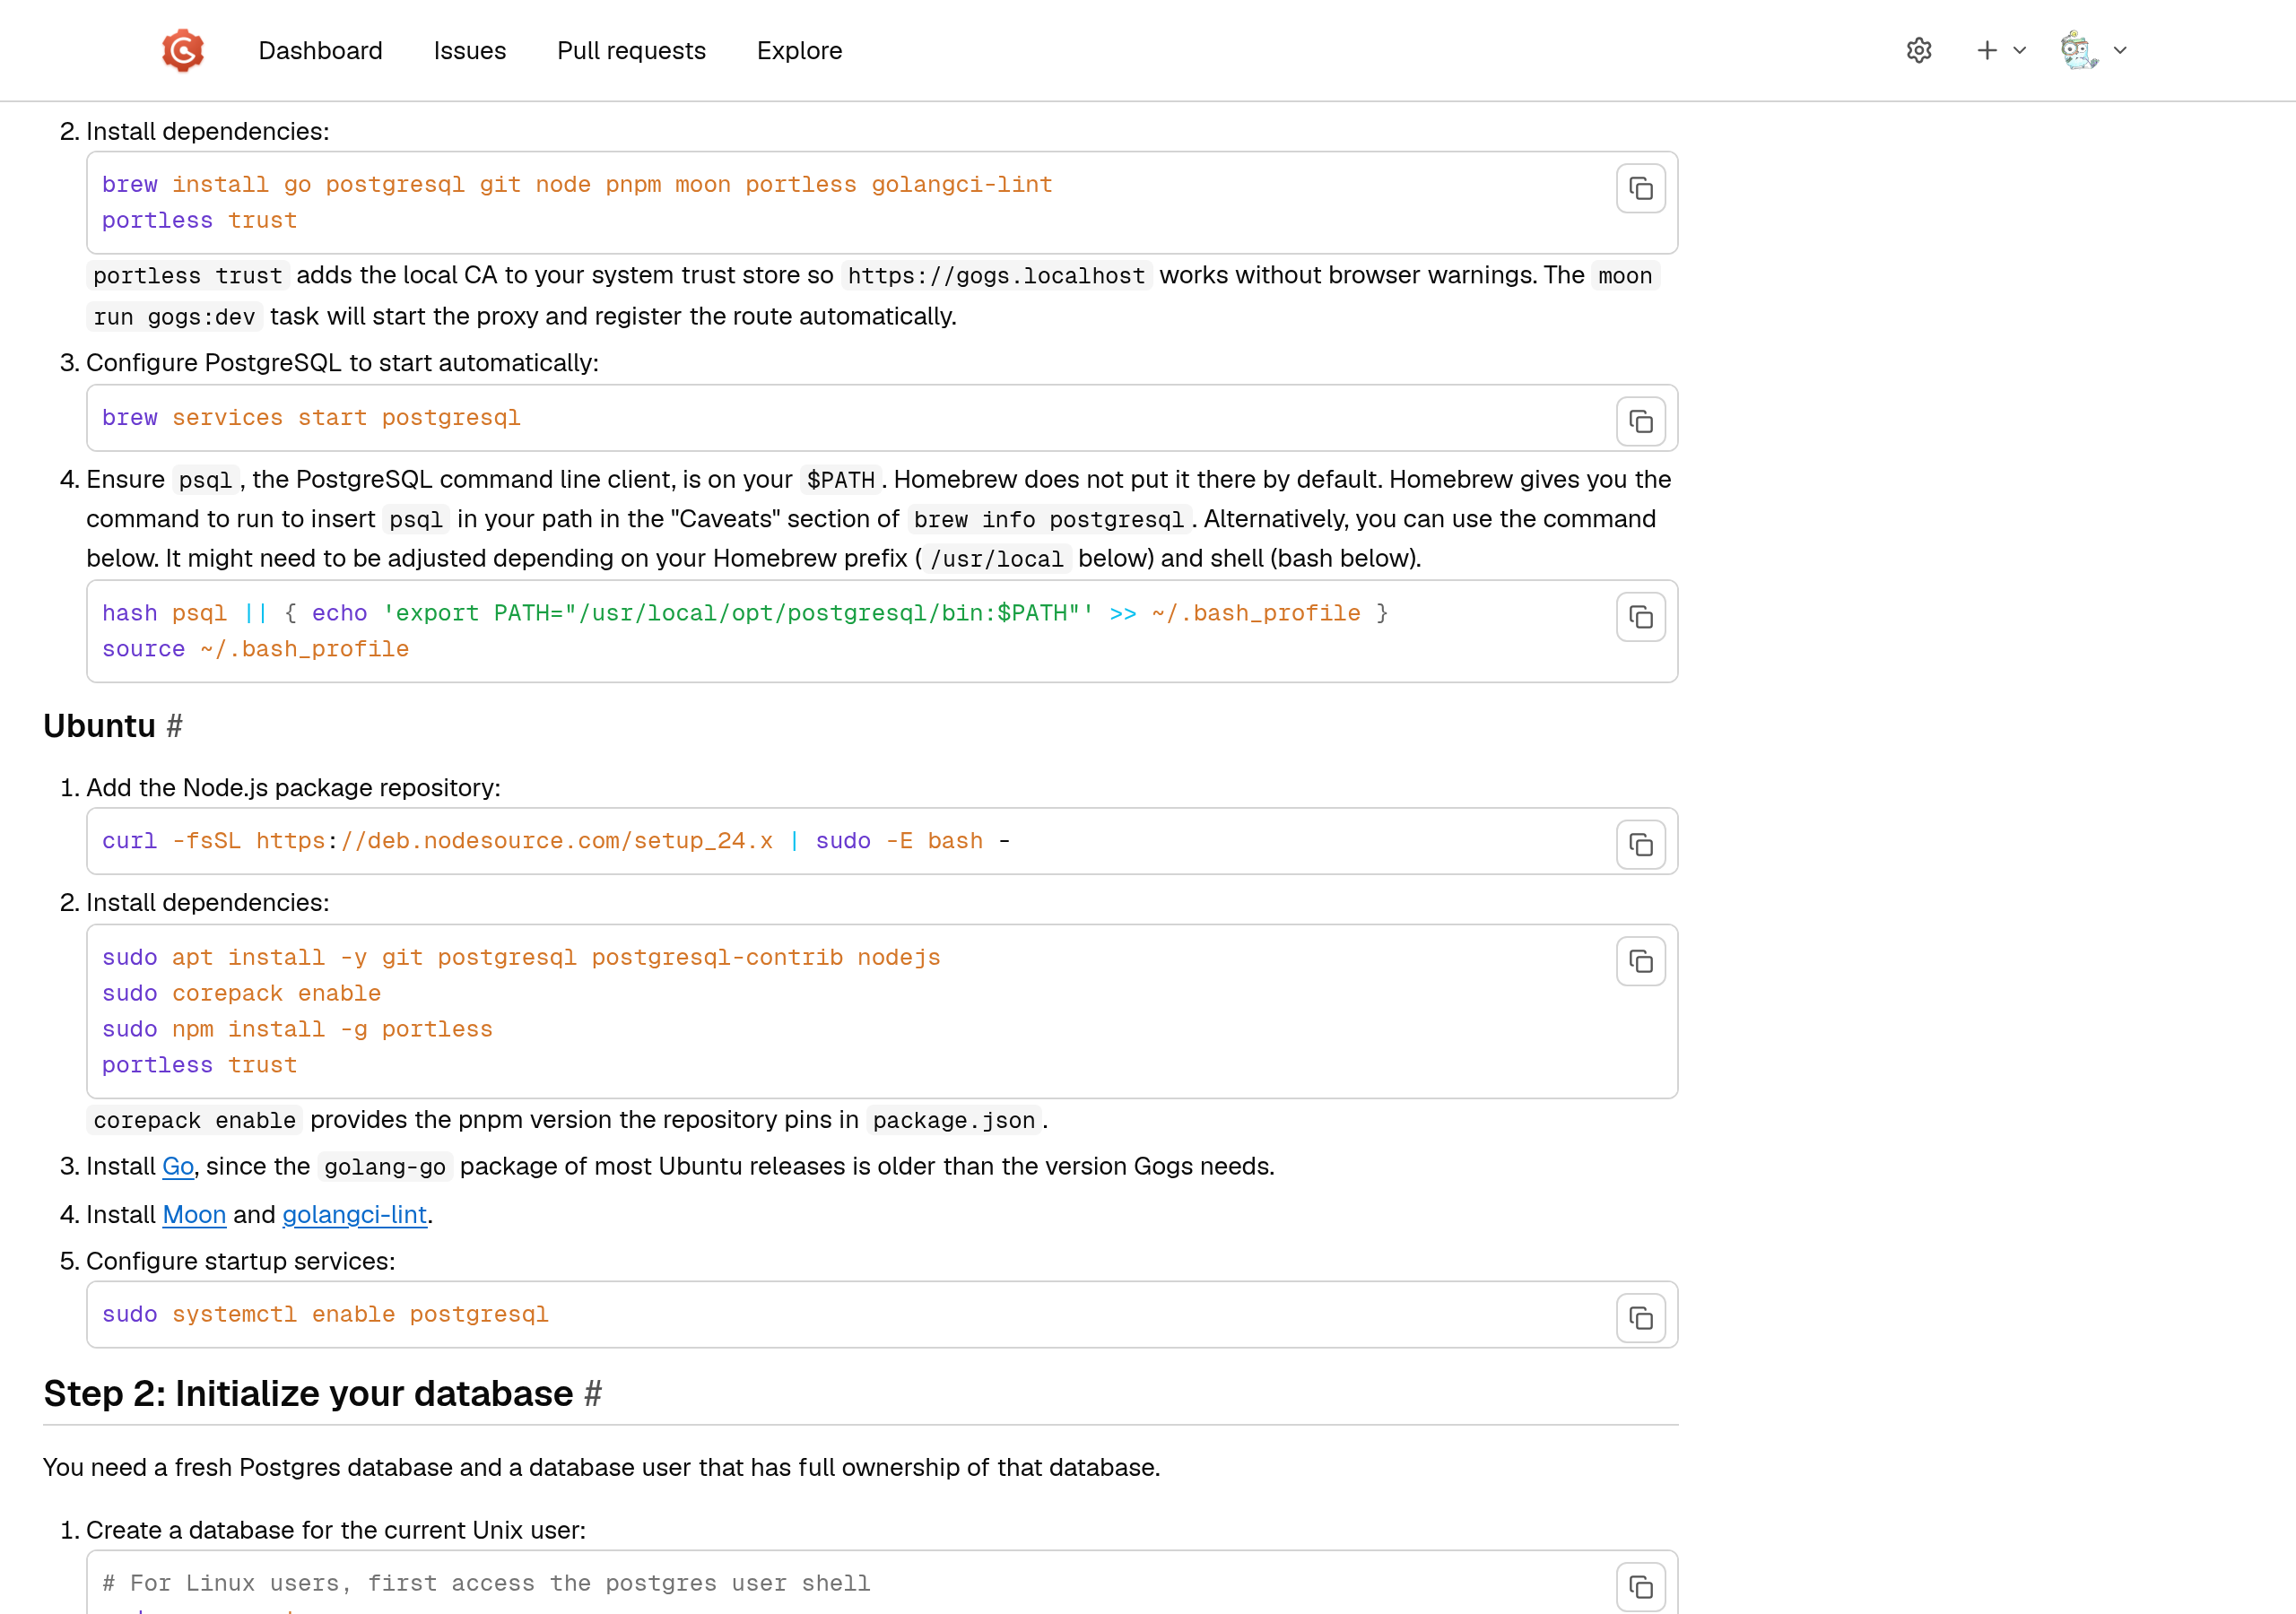 Dashboard Issues Pull requests Explore
2. Install dependencies:
brew install go postgresql git node pnpm moon portless golangci-lint
portless trust
portless trust adds the local CA to your system trust store so https://gogs.localhost works without browser warnings. The moon
run gogs:dev task will start the proxy and register the route automatically.
3. Configure PostgreSQL to start automatically:
brew services start postgresql
4. Ensure psql, the PostgreSQL command line client, is on your $PATH. Homebrew does not put it there by default. Homebrew gives you the
command to run to insert psql in your path in the "Caveats" section of brew info postgresql. Alternatively, you can use the command
below. It might need to be adjusted depending on your Homebrew prefix (/usr/local below) and shell (bash below).
hash psql || { echo 'export PATH="/usr/local/opt/postgresql/bin:$PATH"' >> ~/.bash_profile }
source ~/.bash_profile
Ubuntu #
1. Add the Node.js package repository:
curl -fsSL https://deb.nodesource.com/setup_24.x | sudo -E bash -
2. Install dependencies:
sudo apt install -y git postgresql postgresql-contrib nodejs
sudo corepack enable
sudo npm install -g portless
portless trust
corepack enable provides the pnpm version the repository pins in package.json.
3. Install Go, since the golang-go package of most Ubuntu releases is older than the version Gogs needs.
4. Install Moon and golangci-lint.
5. Configure startup services:
sudo systemctl enable postgresql
Step 2: Initialize your database #
You need a fresh Postgres database and a database user that has full ownership of that database.
1. Create a database for the current Unix user:
# For Linux users, first access the postgres user shell